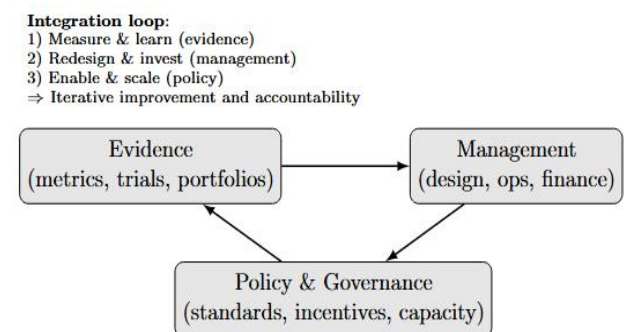 Integration loop:
1) Measure & learn (evidence)
2) Redesign & invest (management)
3) Enable & scale (policy)
⇒ Iterative improvement and accountability
Evidence
(metrics, trials, portfolios)
Management
(design, ops, finance)
Policy & Governance
(standards, incentives, capacity)